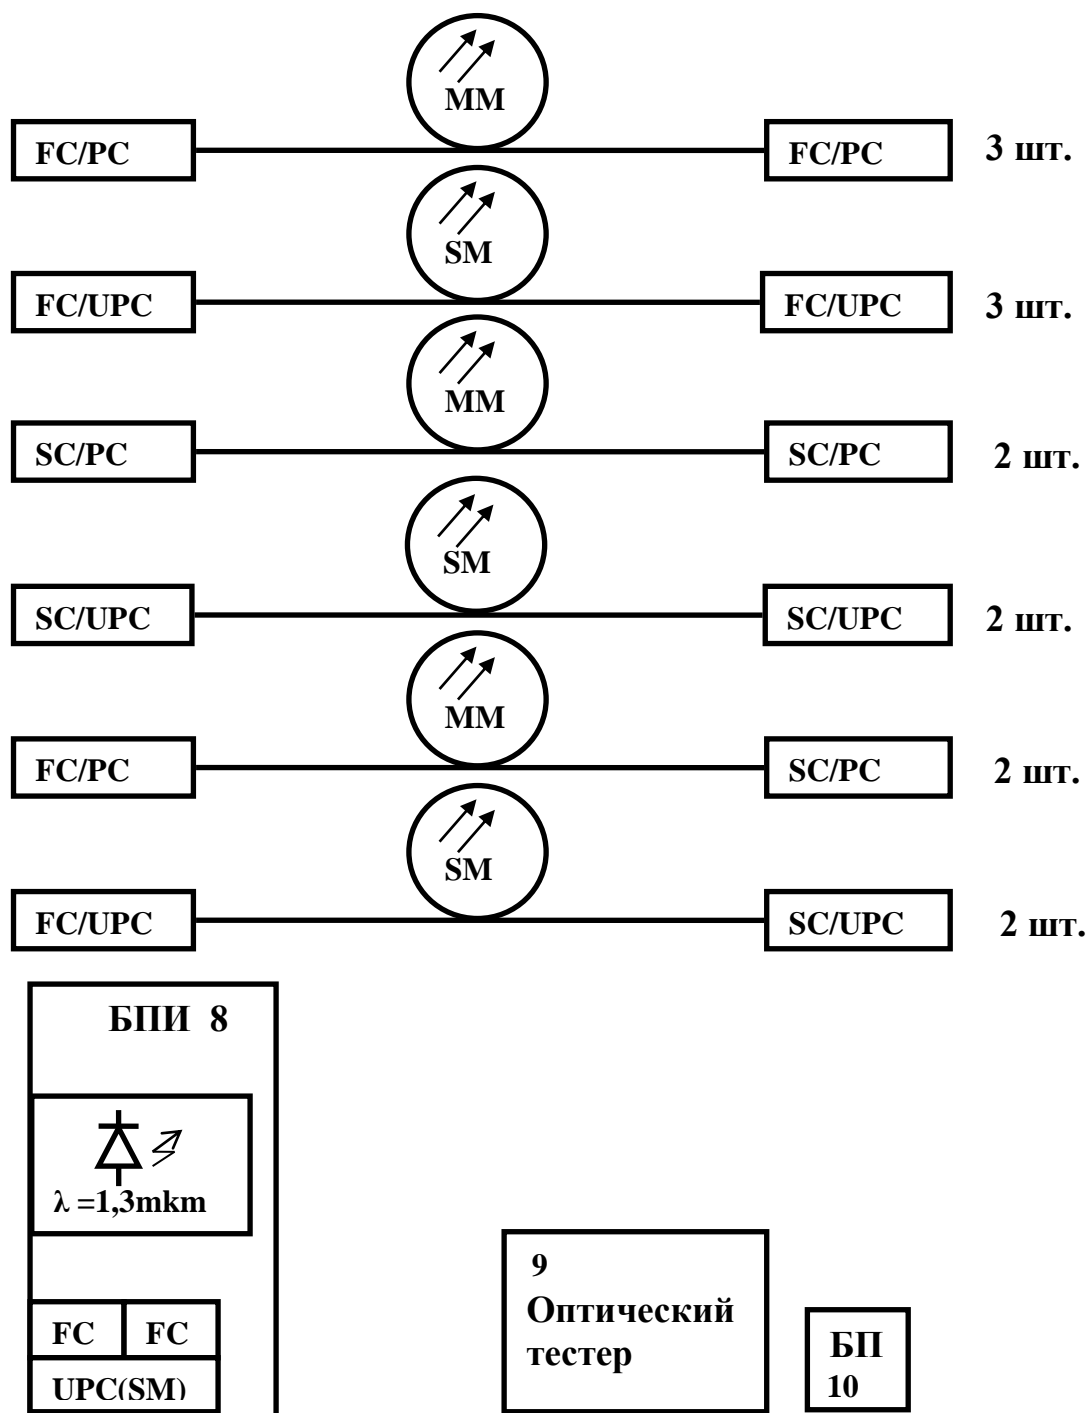 MM
FC/PC FC/PC 3 шт.
SM
FC/UPC FC/UPC 3 шт.
MM
SC/PC SC/PC 2 шт.
SM
SC/UPC SC/UPC 2 шт.
MM
FC/PC SC/PC 2 шт.
SM
FC/UPC SC/UPC 2 шт.
БПИ 8
λ =1,3mkm
FC FC
UPC(SM)
9
Оптический
тестер
БП
10